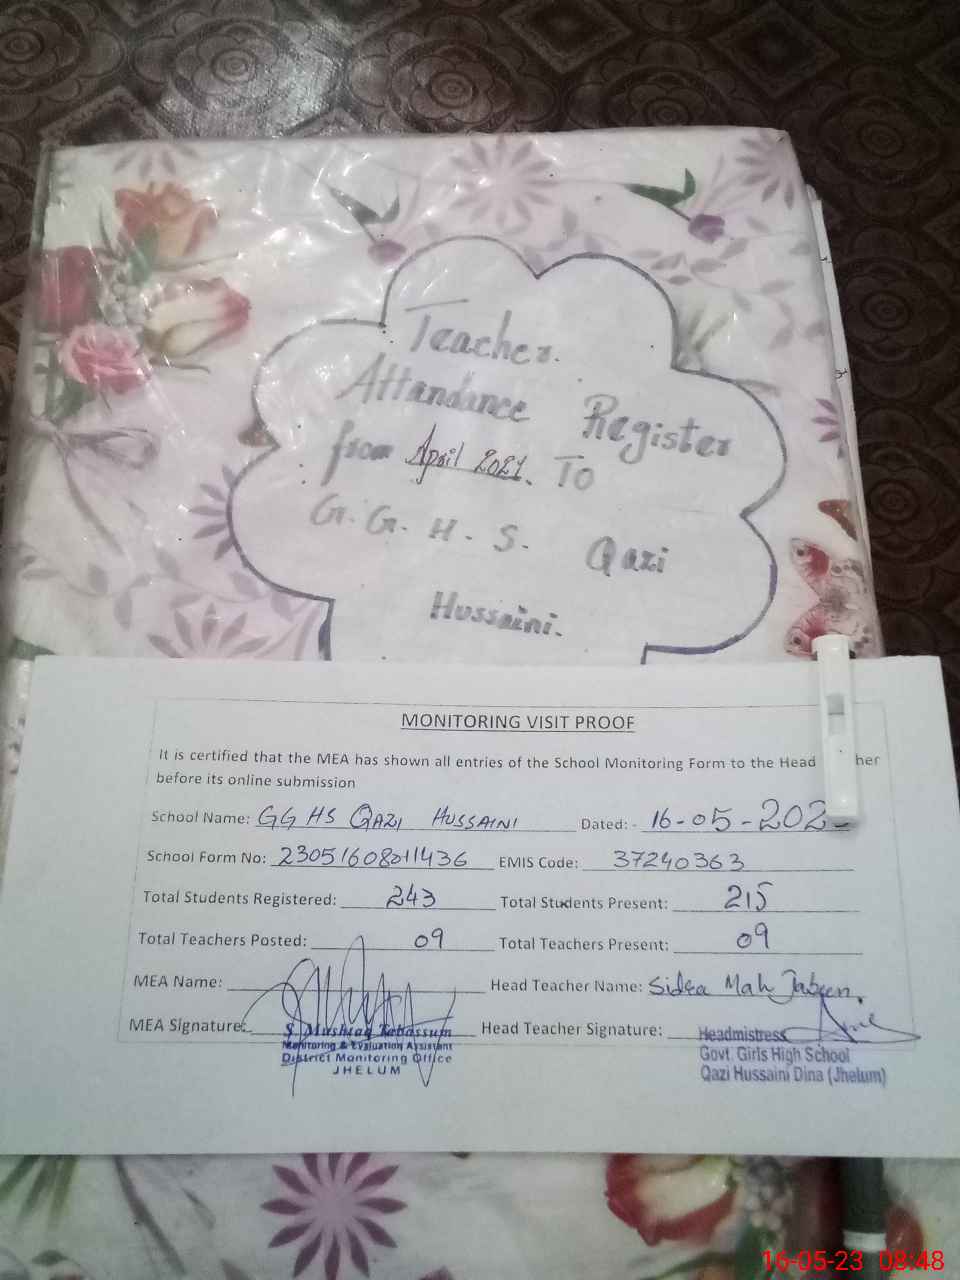 Teacher.
Attandance Register
from April 2021. To
G. G. H. S. Qazi
Hussaini.
MONITORING VISIT PROOF
It is certified that the MEA has shown all entries of the School Monitoring Form to the Head her
before its online submission
School Name: GGHS QAZI HUSSAINI Dated: - 16-05-202
School Form No: EMIS Code: 37240363
Total Students Registered: 243 Total Students Present: 215
Total Teachers Posted: 09 Total Teachers Present: 09
MEA Name: Head Teacher Name: Sidra Mah Jabeen.
MEA Signature: Head Teacher Signature:
S. Mushtaq Tabassum
Monitoring & Evaluation Assistant
District Monitoring Office
JHELUM
Headmistress
Govt. Girls High School
Qazi Hussaini Dina (Jhelum)
16-05-23 08:48